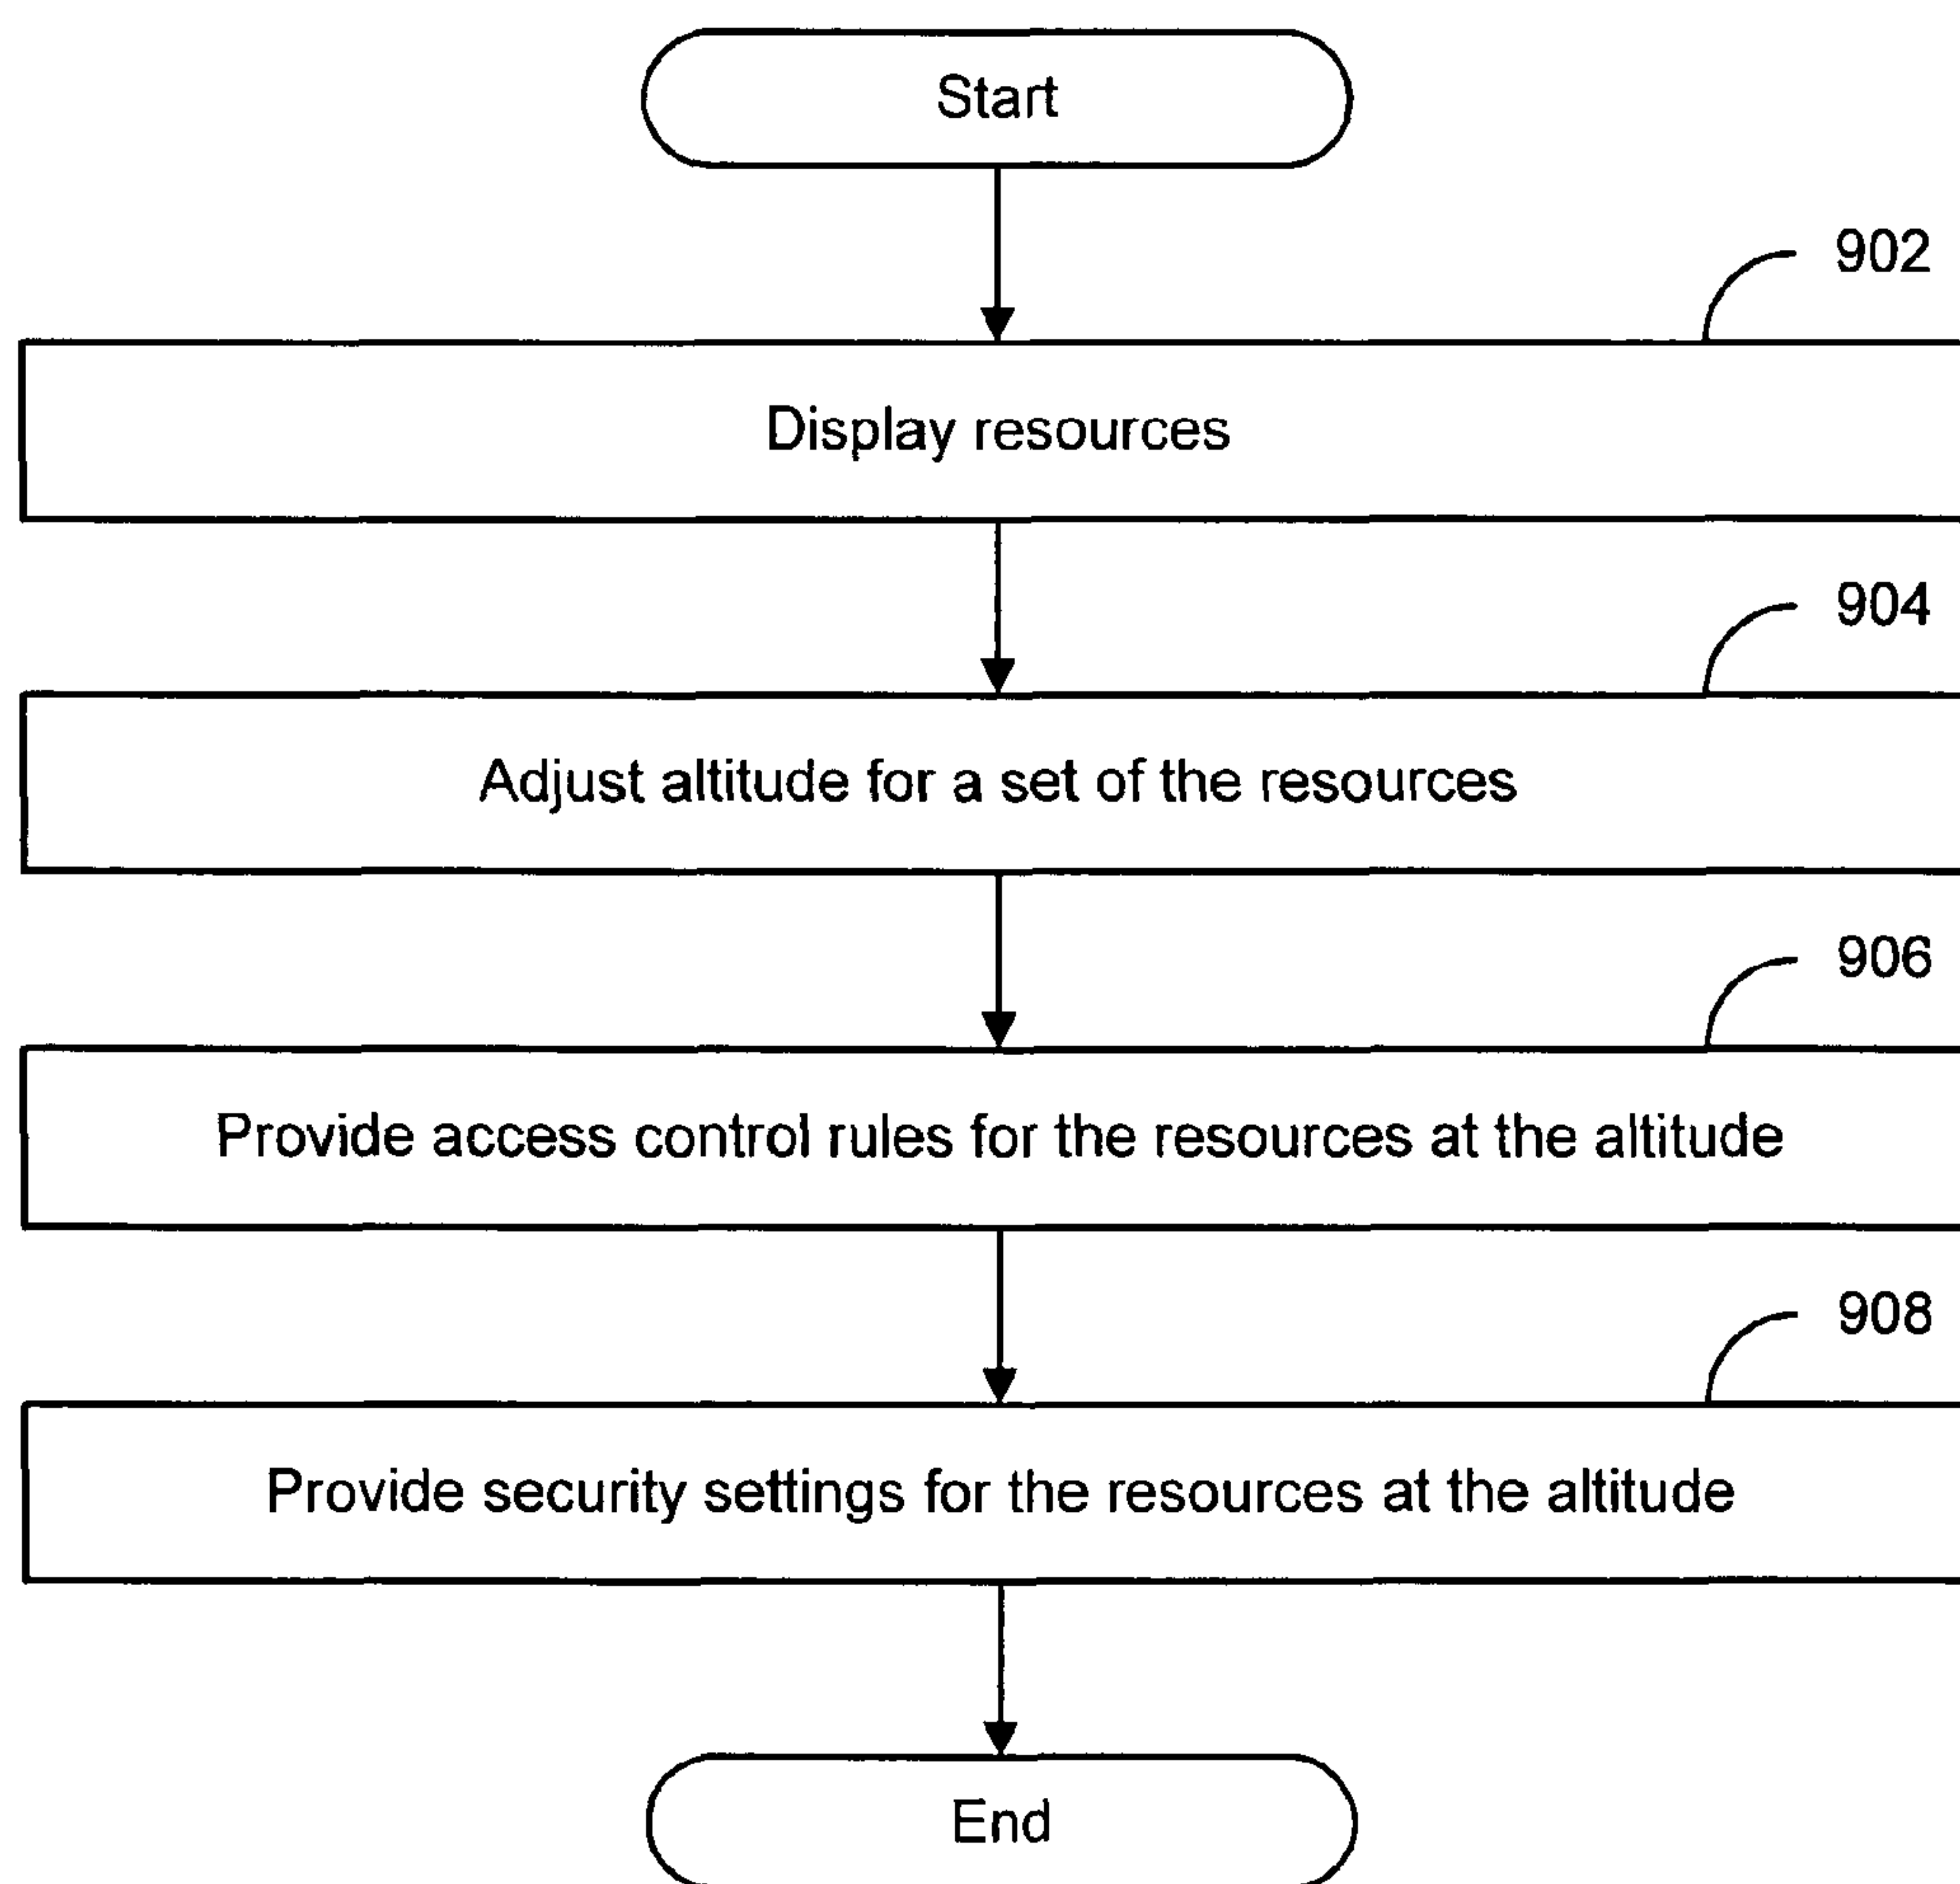 Start
902
Display resources
904
Adjust altitude for a set of the resources
906
Provide access control rules for the resources at the altitude
908
Provide security settings for the resources at the altitude
End